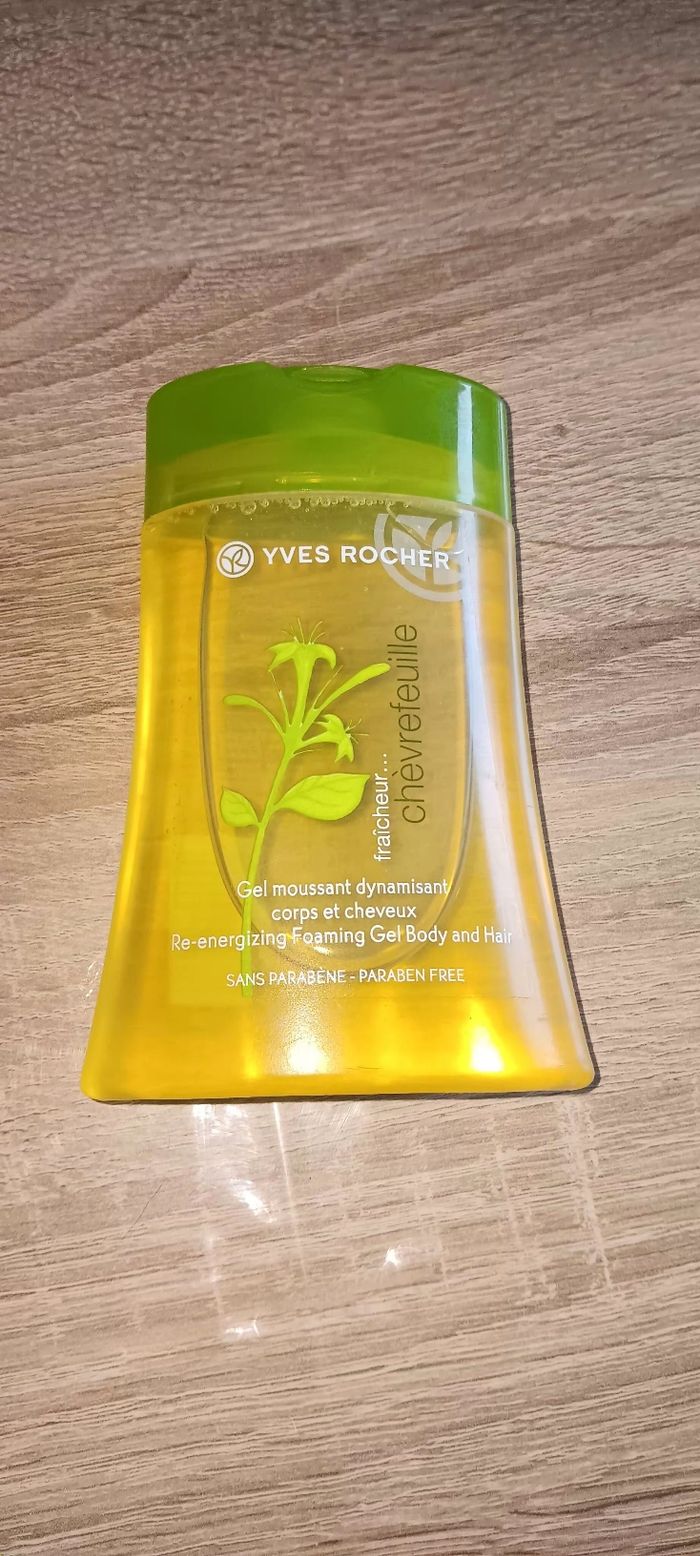 YVES ROCHER
fraîcheur...
chèvrefeuille
Gel moussant dynamisant
corps et cheveux
Re-energizing Foaming Gel Body and Hair
SANS PARABÈNE - PARABEN FREE